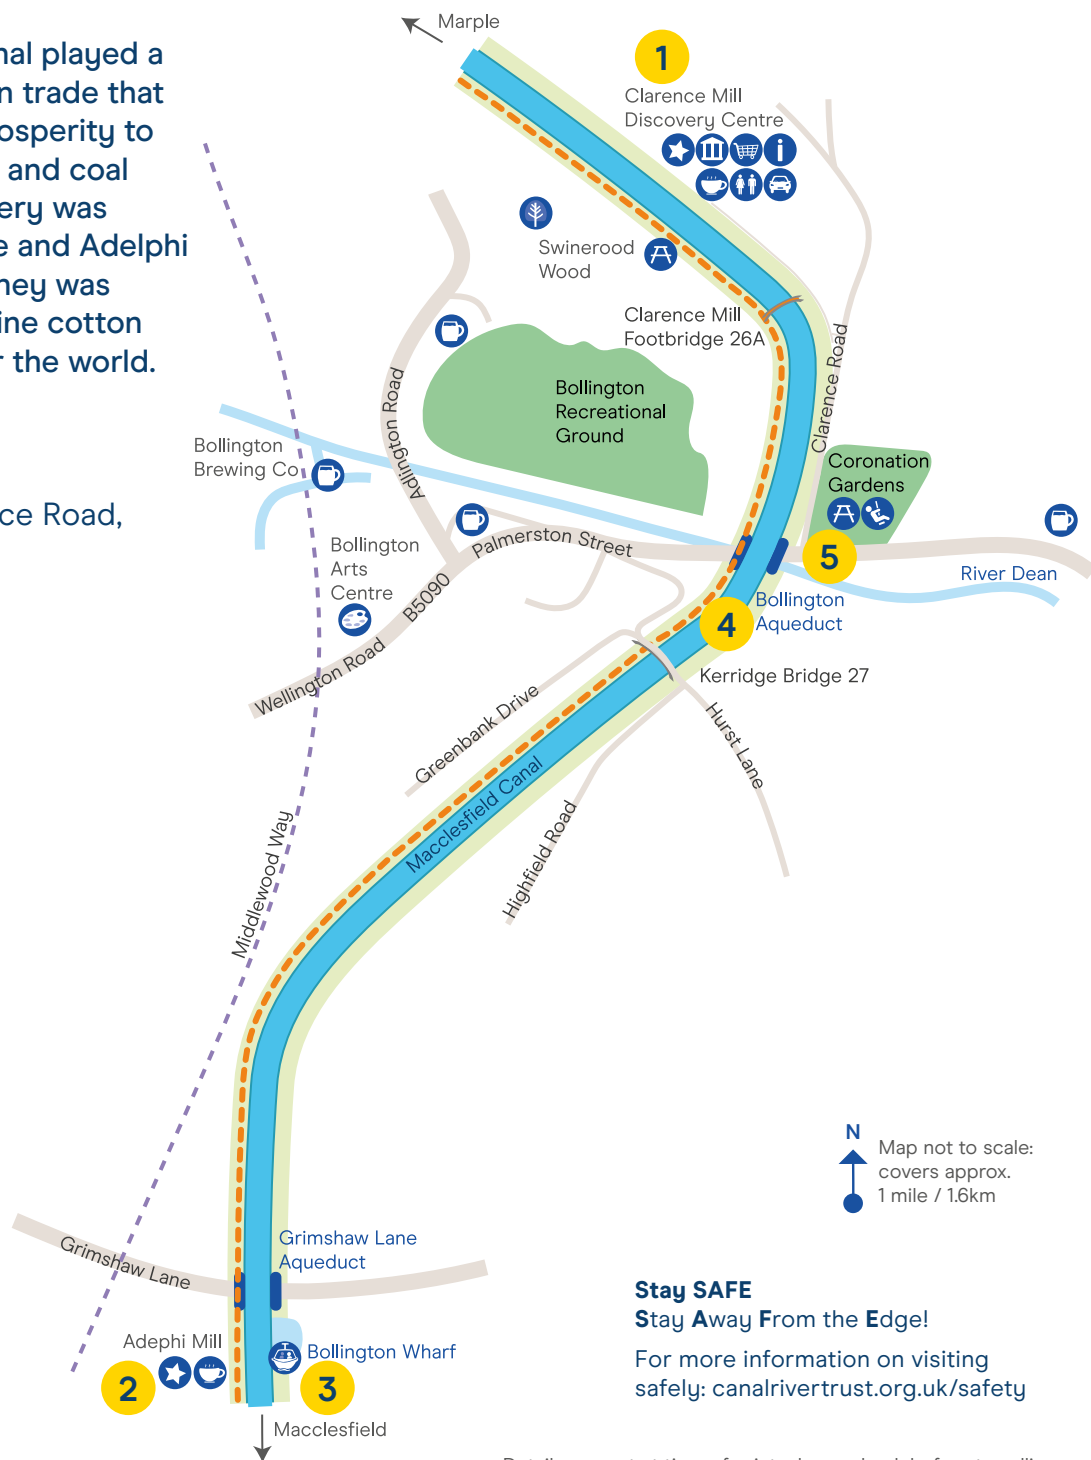 Marple
nal played a
n trade that
osperity to
and coal
ery was
e and Adelphi
ney was
ine cotton
r the world.
1
Clarence Mill
Discovery Centre
Swinerood
Wood
Clarence Mill
Footbridge 26A
Bollington
Recreational
Ground
Adlington Road
Clarence Road
Bollington
Brewing Co
Coronation
Gardens
ce Road,
Bollington
Arts
Centre
Palmerston Street
B5090
Wellington Road
5
River Dean
4
Bollington
Aqueduct
Kerridge Bridge 27
Greenbank Drive
Hurst Lane
Macclesfield Canal
Highfield Road
Middlewood Way
N
Map not to scale:
covers approx.
1 mile / 1.6km
Grimshaw Lane
Grimshaw Lane
Aqueduct
Adephi Mill
2
Bollington Wharf
3
Macclesfield
Stay SAFE
Stay Away From the Edge!
For more information on visiting
safely: canalrivertrust.org.uk/safety